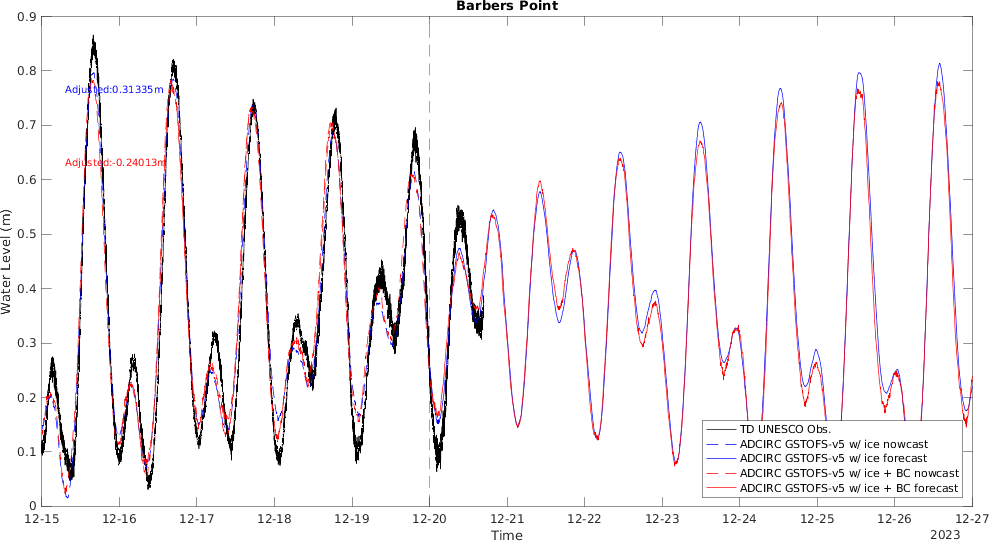 Barbers Point
0.9
0.8
0.7
0.6
0.5
0.4
0.3
0.2
0.1
0
Water Level (m)
Adjusted:0.31335m
Adjusted:-0.24013m
TD UNESCO Obs.
ADCIRC GSTOFS-v5 w/ ice nowcast
ADCIRC GSTOFS-v5 w/ ice forecast
ADCIRC GSTOFS-v5 w/ ice + BC nowcast
ADCIRC GSTOFS-v5 w/ ice + BC forecast
12-15 12-16 12-17 12-18 12-19 12-20 12-21 12-22 12-23 12-24 12-25 12-26 12-27
Time
2023